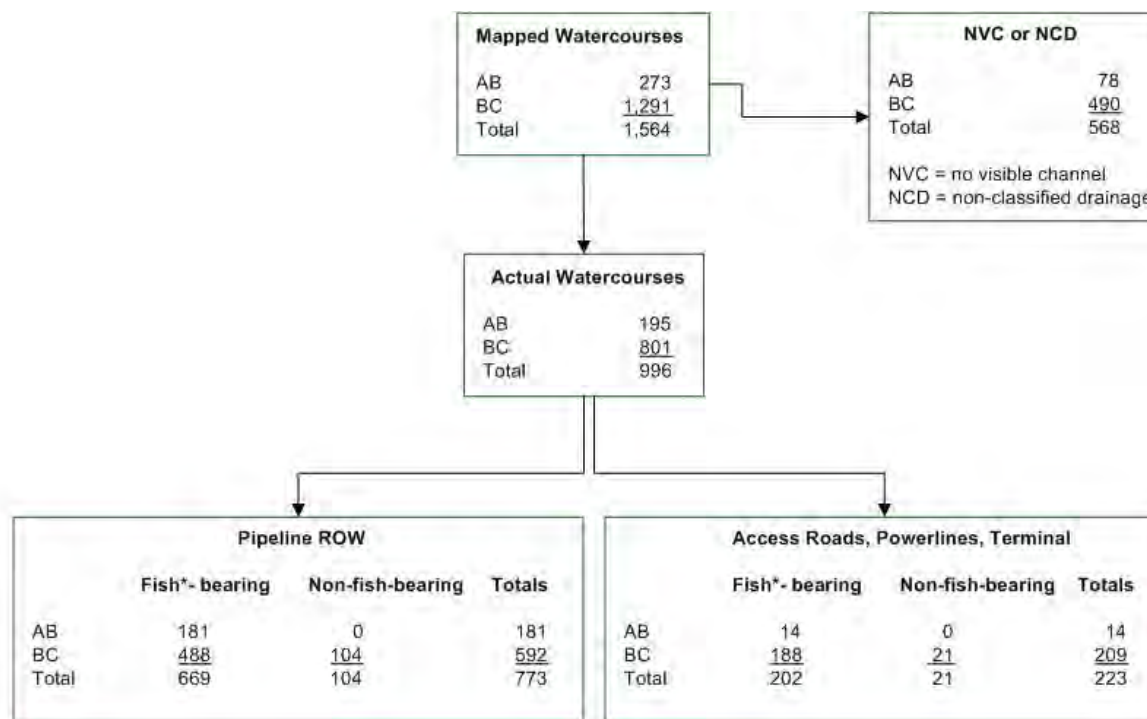 Mapped Watercourses
AB 273
BC 1,291
Total 1,564
NVC or NCD
AB 78
BC 490
Total 568
NVC = no visible channel
NCD = non-classified drainage
Actual Watercourses
AB 195
BC 801
Total 996
Pipeline ROW
Fish*- bearing Non-fish-bearing Totals
AB 181 0 181
BC 488 104 592
Total 669 104 773
Access Roads, Powerlines, Terminal
Fish*- bearing Non-fish-bearing Totals
AB 14 0 14
BC 188 21 209
Total 202 21 223